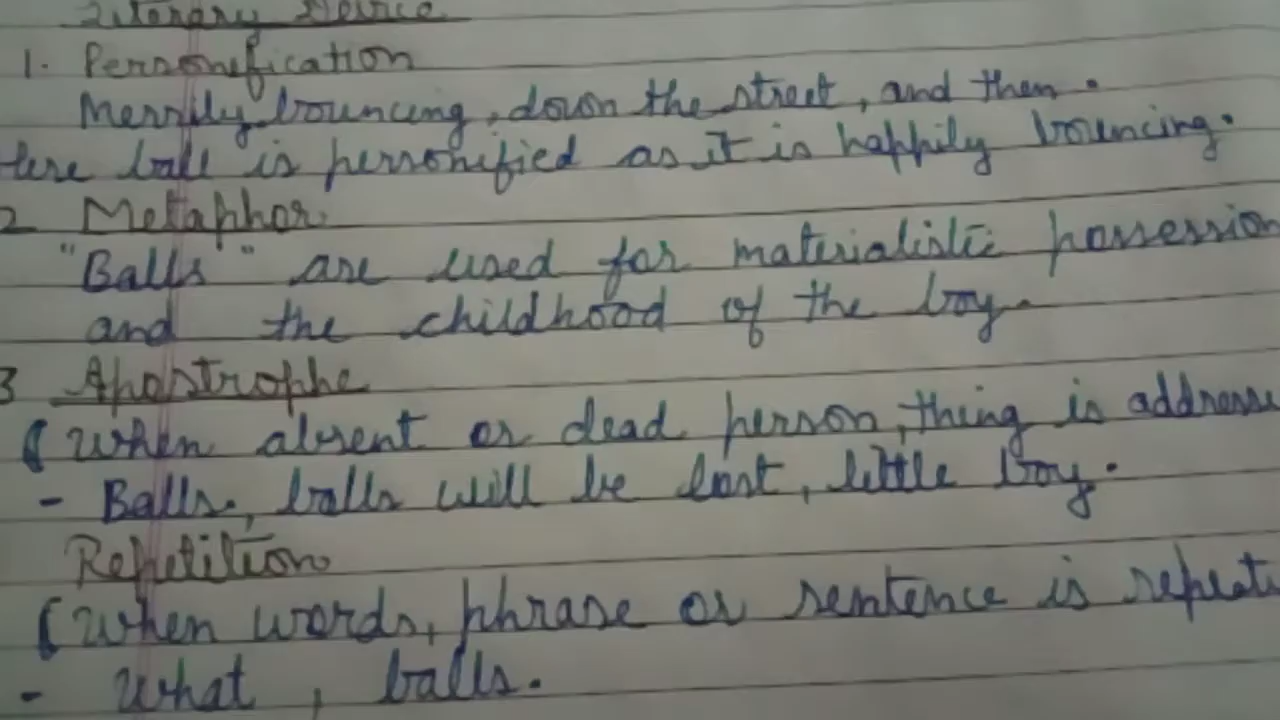 Literary Device
1. Personification
Merrily bouncing, down the street, and then.
Here ball is personified as it is happily bouncing.
2 Metaphor.
"Balls" are used for materialistic possession
and the childhood of the boy.
3 Apostrophe
(When absent or dead person, thing is addresse
- Balls, balls will be lost, little boy.
Repetition
(When words, phrase or sentence is repeat
- What, balls.